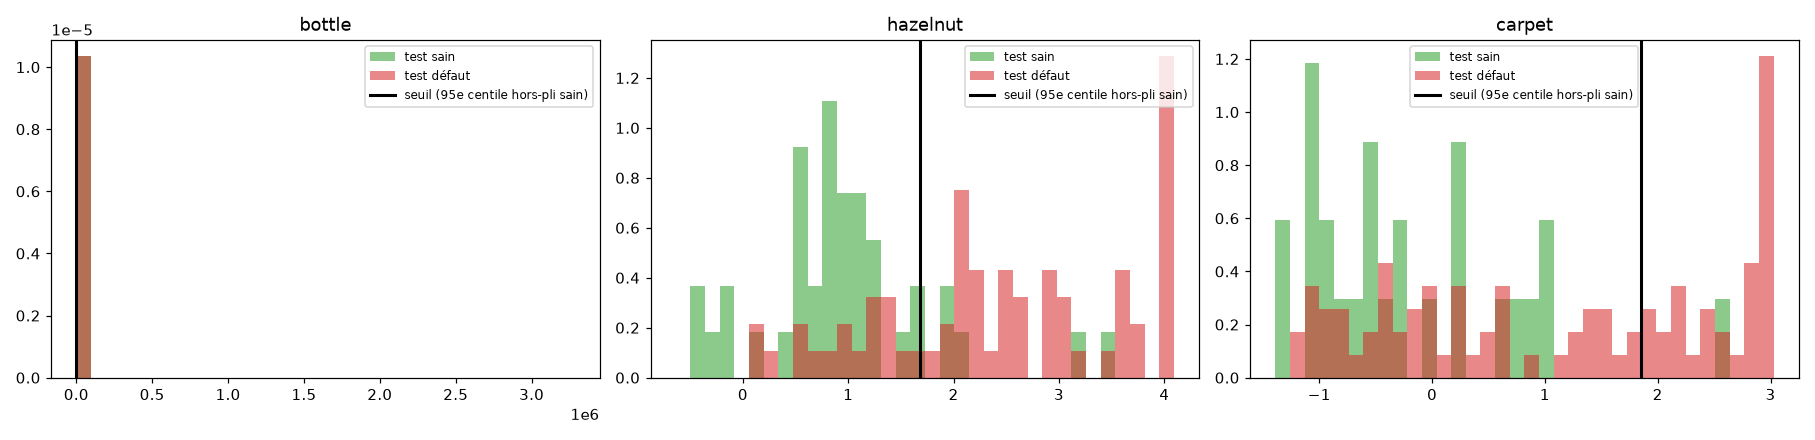 bottle
1e−5
1.0
0.8
0.6
0.4
0.2
0.0
test sain
test défaut
seuil (95e centile hors-pli sain)
0.0 0.5 1.0 1.5 2.0 2.5 3.0
1e6
hazelnut
1.2
1.0
0.8
0.6
0.4
0.2
0.0
test sain
test défaut
seuil (95e centile hors-pli sain)
0 1 2 3 4
carpet
1.2
1.0
0.8
0.6
0.4
0.2
0.0
test sain
test défaut
seuil (95e centile hors-pli sain)
−1 0 1 2 3